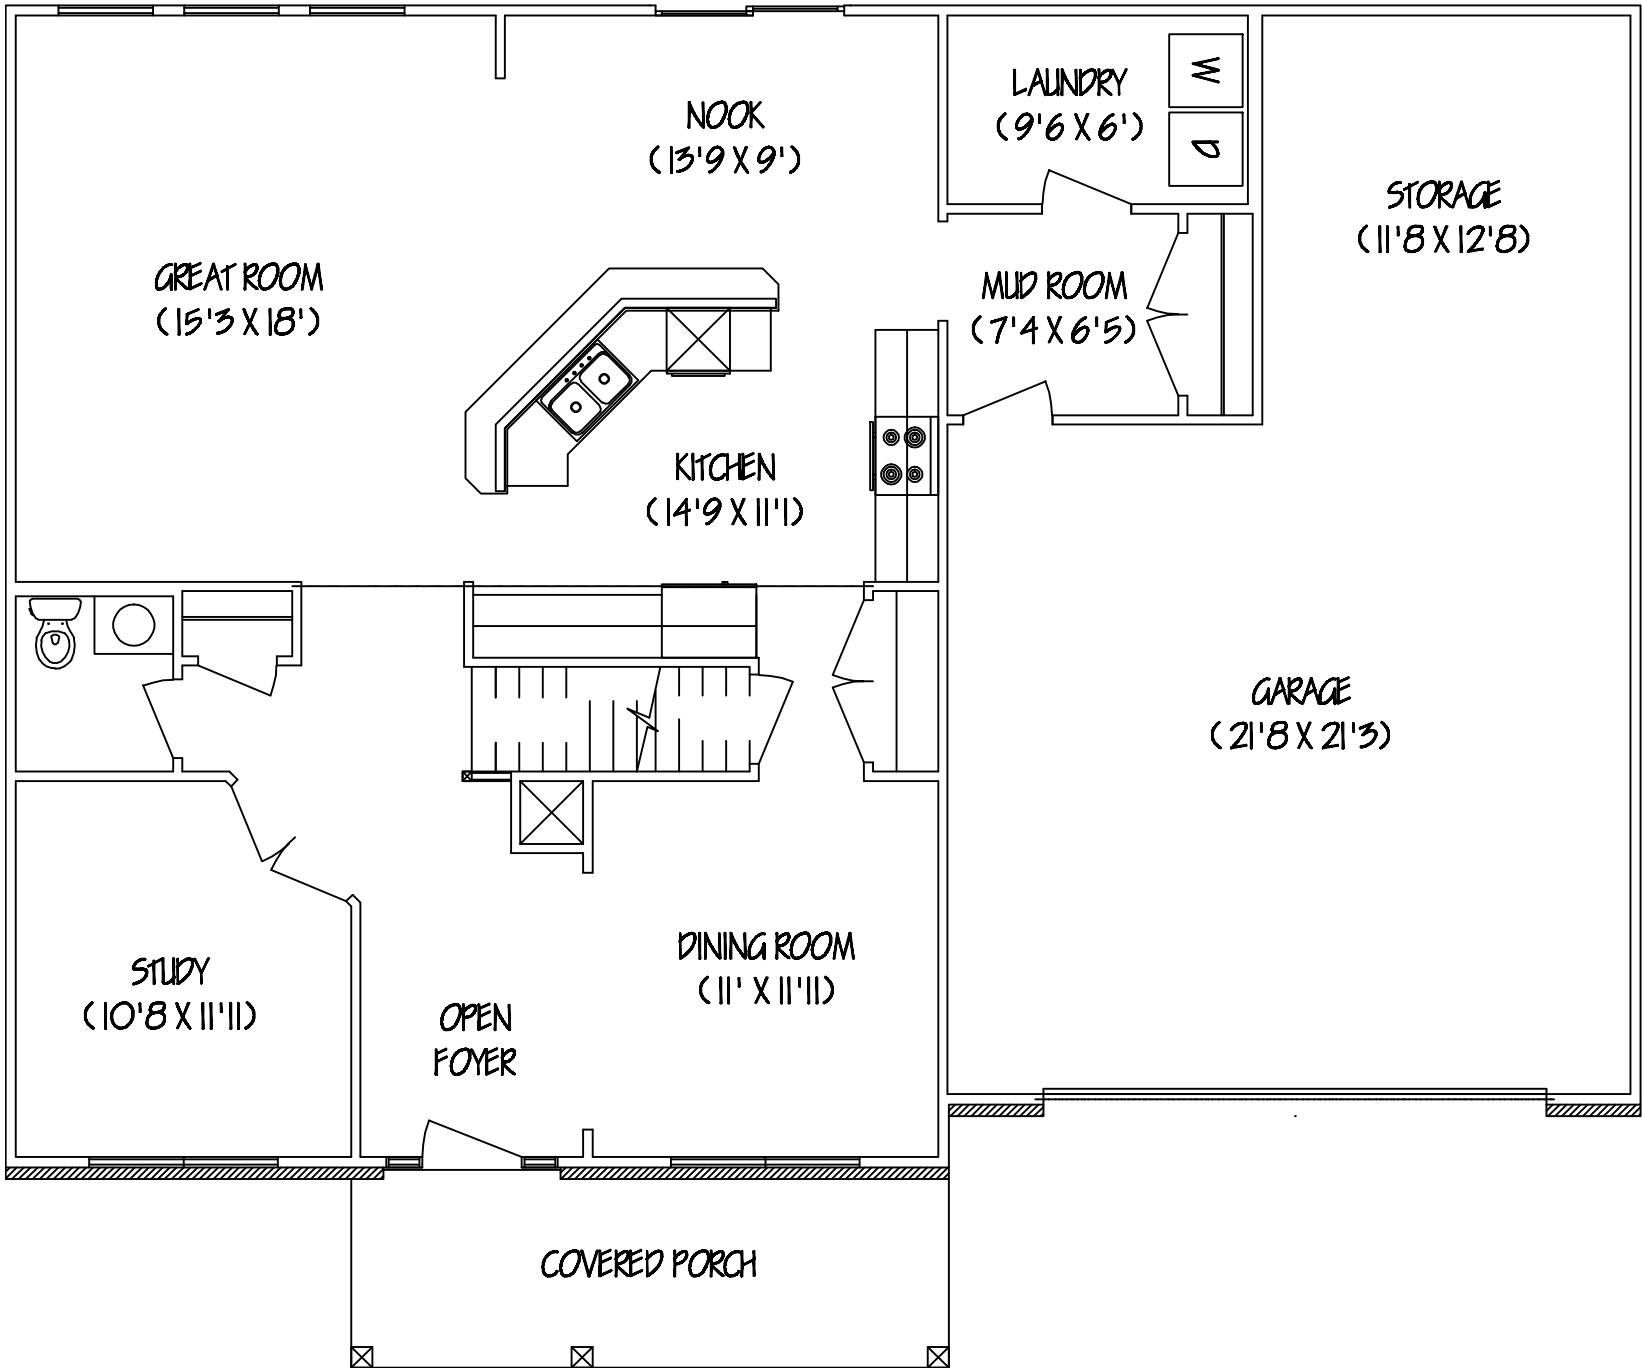 LAUNDRY
(9'6 X 6')
W
D
NOOK
(13'9 X 9')
STORAGE
(11'8 X 12'8)
GREAT ROOM
(15'3 X 18')
MUD ROOM
(7'4 X 6'5)
KITCHEN
(14'9 X 11'1)
GARAGE
(21'8 X 21'3)
DINING ROOM
(11' X 11'11)
STUDY
(10'8 X 11'11)
OPEN
FOYER
COVERED PORCH